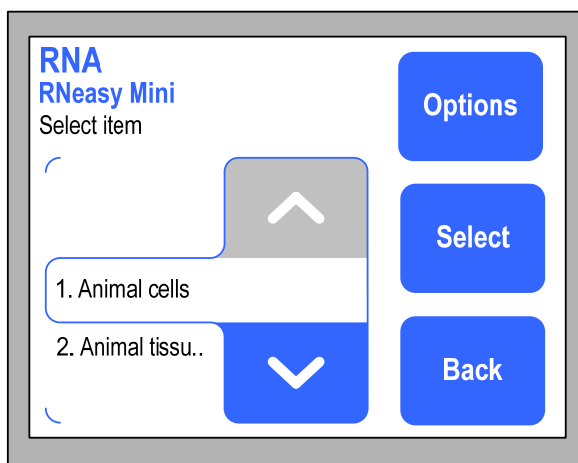 RNA
RNeasy Mini
Select item
Options
Select
1. Animal cells
2. Animal tissu..
Back